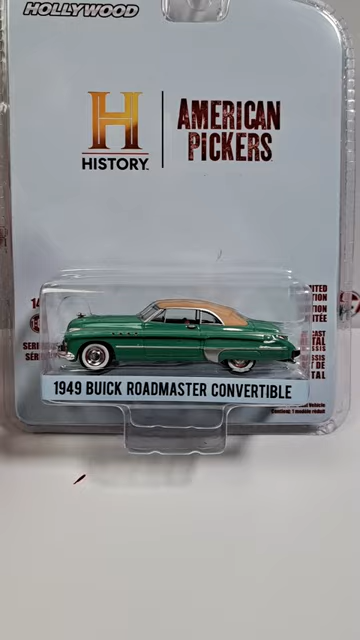 HOLLYWOOD
H
HISTORY
AMERICAN
PICKERS
1949 BUICK ROADMASTER CONVERTIBLE